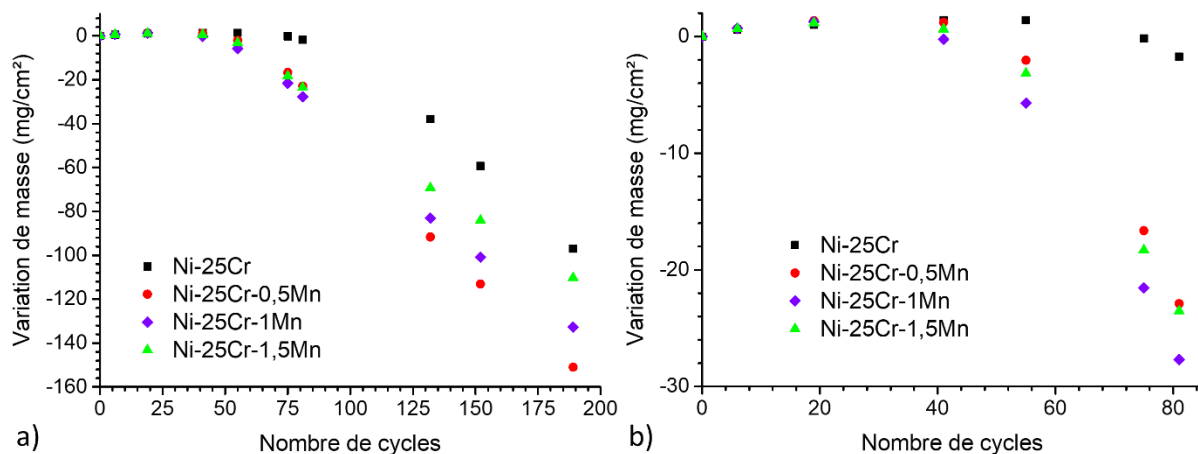 Variation de masse (mg/cm²)
0
-20
-40
-60
-80
-100
-120
-140
-160
Ni-25Cr
Ni-25Cr-0,5Mn
Ni-25Cr-1Mn
Ni-25Cr-1,5Mn
0 25 50 75 100 125 150 175 200
Nombre de cycles
a)
Variation de masse (mg/cm²)
0
-10
-20
-30
Ni-25Cr
Ni-25Cr-0,5Mn
Ni-25Cr-1Mn
Ni-25Cr-1,5Mn
0 20 40 60 80
Nombre de cycles
b)